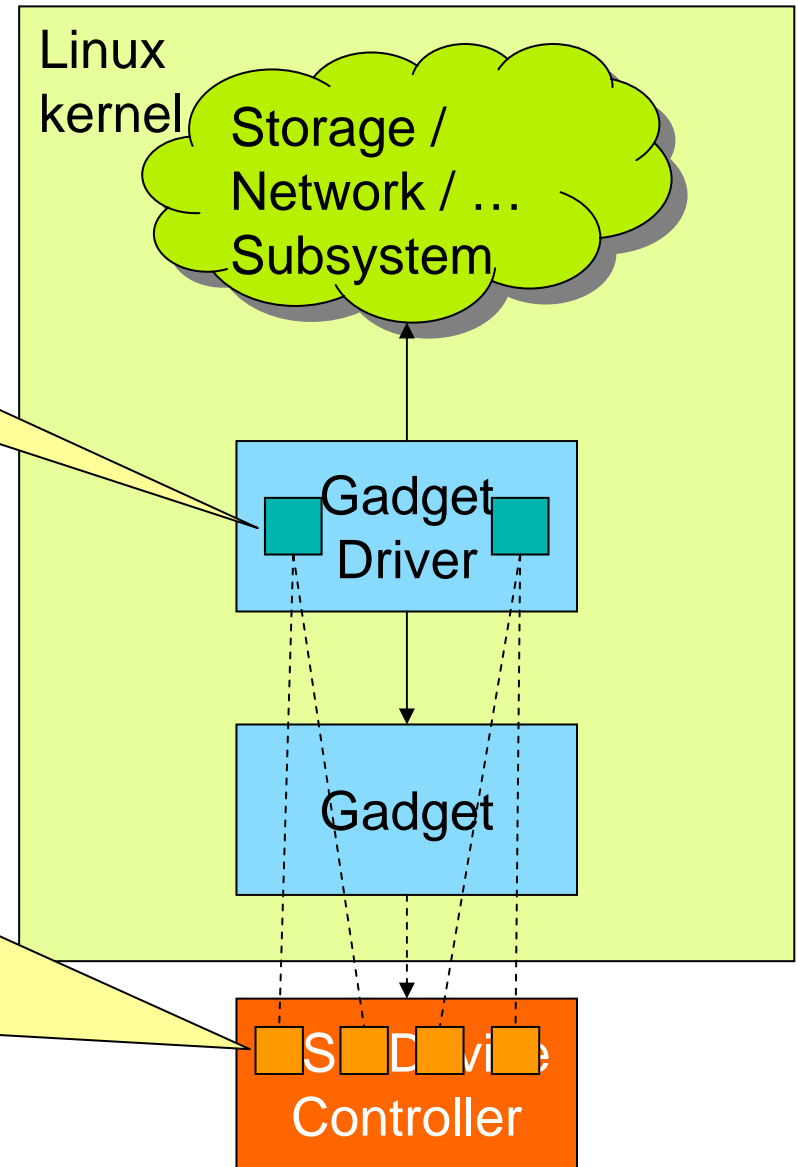 Linux
kernel
Storage /
Network / …
Subsystem
Gadget
Driver
Gadget
Controller